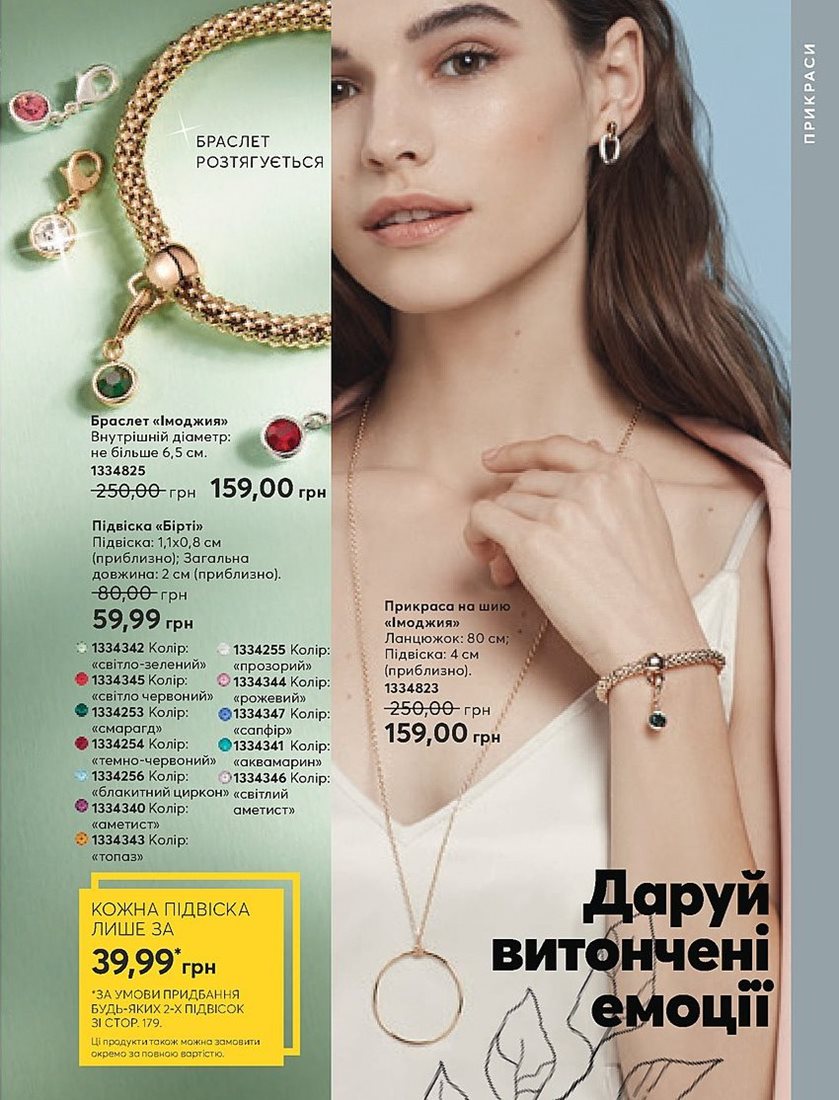 ПРИКРАСИ
БРАСЛЕТ
РОЗТЯГУЄТЬСЯ
Браслет «Імоджия»
Внутрішній діаметр:
не більше 6,5 см.
1334825
250,00 грн 159,00 грн
Підвіска «Бірті»
Підвіска: 1,1х0,8 см
(приблизно); Загальна
довжина: 2 см (приблизно).
80,00 грн
59,99 грн
1334342 Колір:
«світло-зелений»
1334345 Колір:
«світло червоний»
1334253 Колір:
«смарагд»
1334254 Колір:
«темно-червоний»
1334256 Колір:
«блакитний циркон»
1334340 Колір:
«аметист»
1334343 Колір:
«топаз»
1334255 Колір:
«прозорий»
1334344 Колір:
«рожевий»
1334347 Колір:
«сапфір»
1334341 Колір:
«аквамарин»
1334346 Колір:
«світлий
аметист»
КОЖНА ПІДВІСКА
ЛИШЕ ЗА
39,99* грн
*ЗА УМОВИ ПРИДБАННЯ
БУДЬ-ЯКИХ 2-Х ПІДВІСОК
ЗІ СТОР. 179.
Ці продукти також можна замовити
окремо за повною вартістю.
Прикраса на шию
«Імоджия»
Ланцюжок: 80 см;
Підвіска: 4 см
(приблизно).
1334823
250,00 грн
159,00 грн
Даруй
витончені
емоції